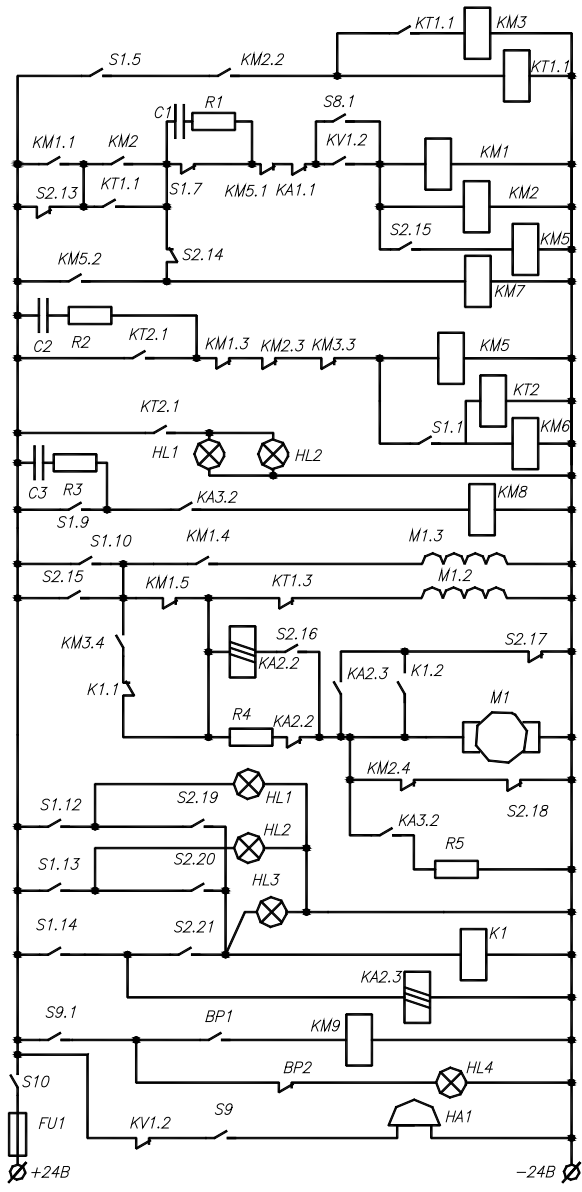 KT1.1
KM3
S1.5
KM2.2
KT1.1
C1
R1
S8.1
KM1.1
KM2
KV1.2
KM1
S2.13
KT1.1
S1.7
KM5.1
KA1.1
KM2
S2.15
KM5
S2.14
KM5.2
KM7
C2
R2
KT2.1
KM1.3
KM2.3
KM3.3
KM5
KT2
S1.1
KM6
KT2.1
HL1
HL2
C3
R3
S1.9
KA3.2
KM8
S1.10
KM1.4
M1.3
S2.15
KM1.5
KT1.3
M1.2
KM3.4
S2.16
KA2.2
S2.17
KA2.3
K1.2
K1.1
R4
KA2.2
M1
KM2.4
S2.18
HL1
S1.12
S2.19
HL2
KA3.2
R5
S1.13
S2.20
HL3
S1.14
S2.21
K1
KA2.3
S9.1
BP1
KM9
S10
BP2
HL4
FU1
KV1.2
S9
HA1
+24В
−24В